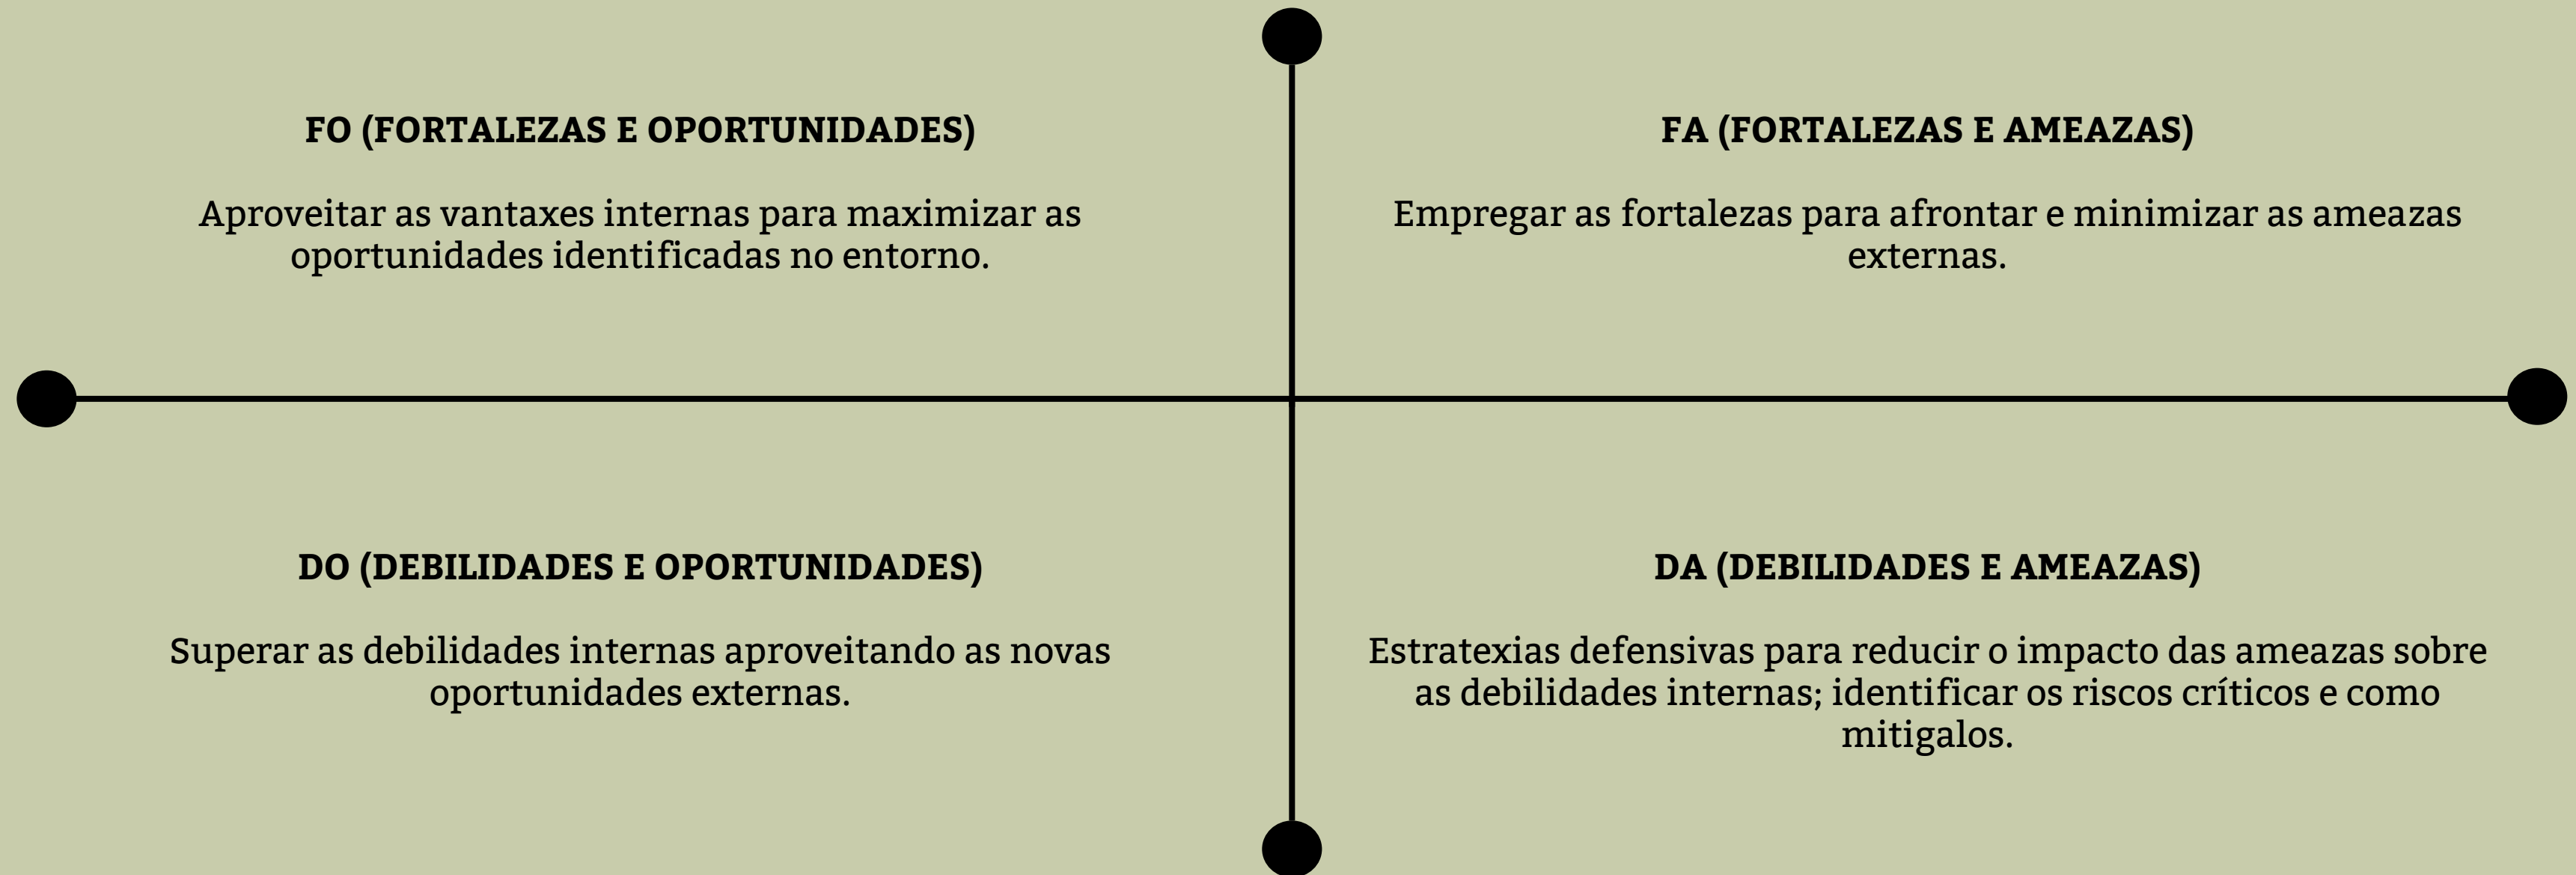 FO (FORTALEZAS E OPORTUNIDADES)
Aproveitar as vantaxes internas para maximizar as
oportunidades identificadas no entorno.
FA (FORTALEZAS E AMEAZAS)
Empregar as fortalezas para afrontar e minimizar as ameazas
externas.
DO (DEBILIDADES E OPORTUNIDADES)
Superar as debilidades internas aproveitando as novas
oportunidades externas.
DA (DEBILIDADES E AMEAZAS)
Estratexias defensivas para reducir o impacto das ameazas sobre
as debilidades internas; identificar os riscos críticos e como
mitigalos.